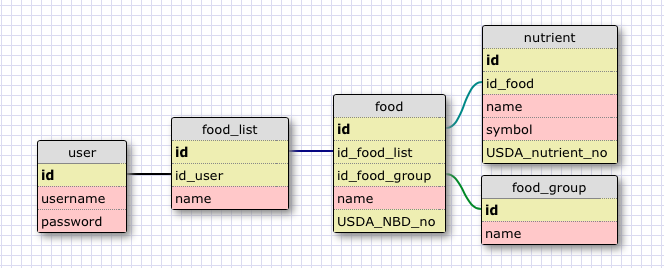 user
id
username
password
food_list
id
id_user
name
food
id
id_food_list
id_food_group
name
USDA_NBD_no
nutrient
id
id_food
name
symbol
USDA_nutrient_no
food_group
id
name